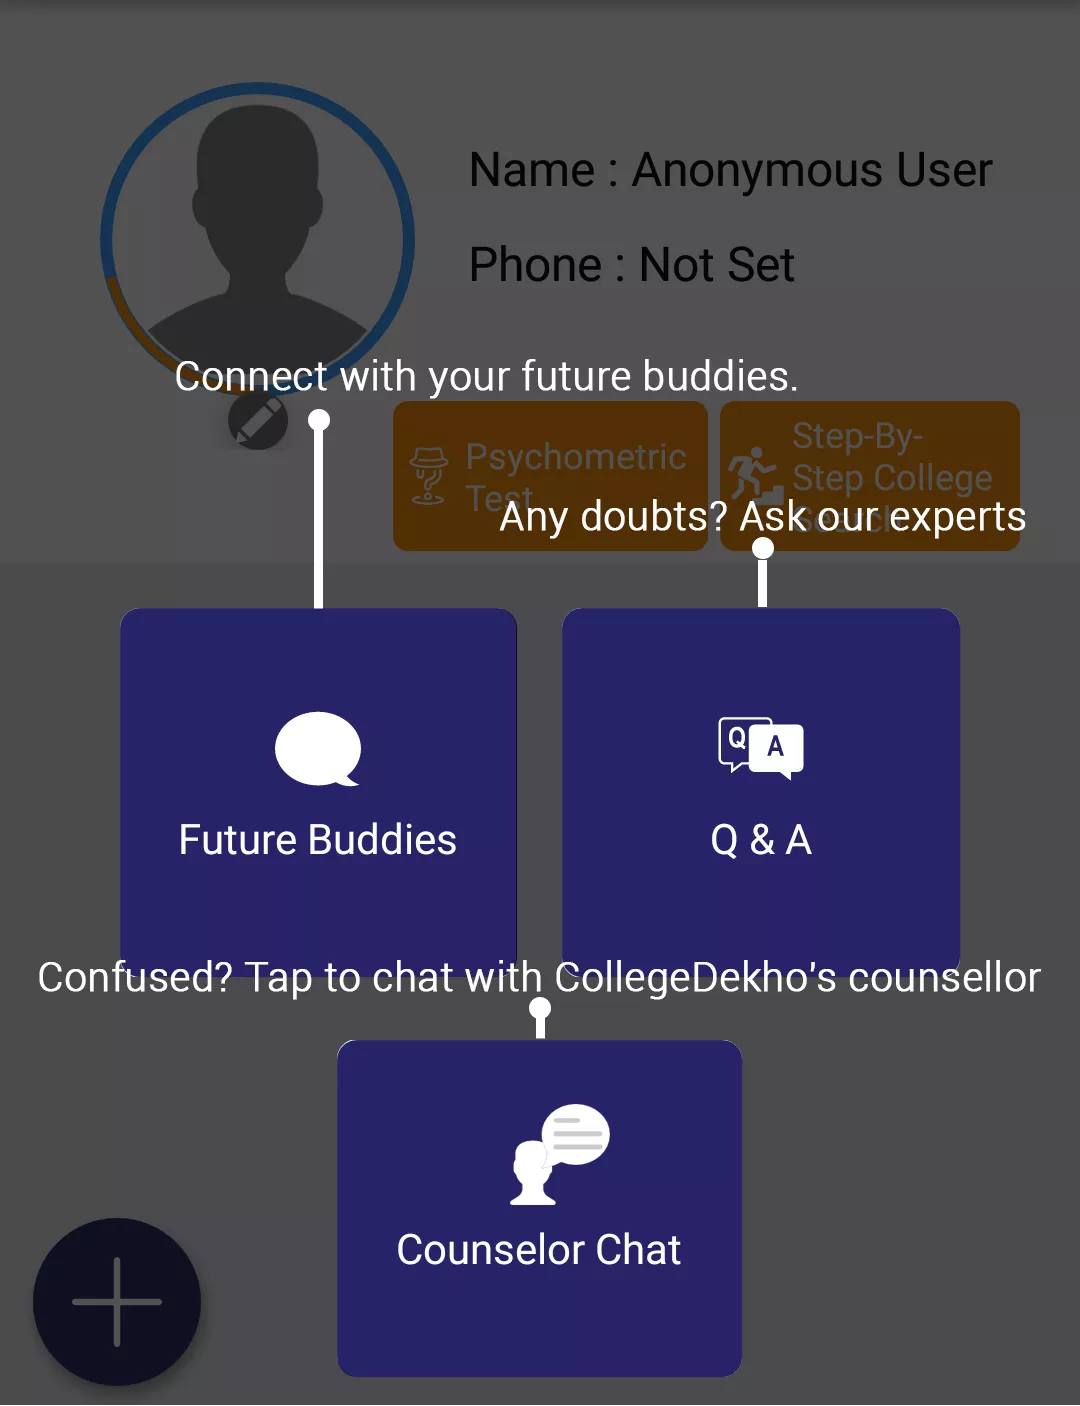 Name : Anonymous User
Phone : Not Set
Connect with your future buddies.
Psychometric
Test
Step-By-
Step College
Search
Any doubts? Ask our experts
Q A
Future Buddies
Q & A
Confused? Tap to chat with CollegeDekho's counsellor
Counselor Chat